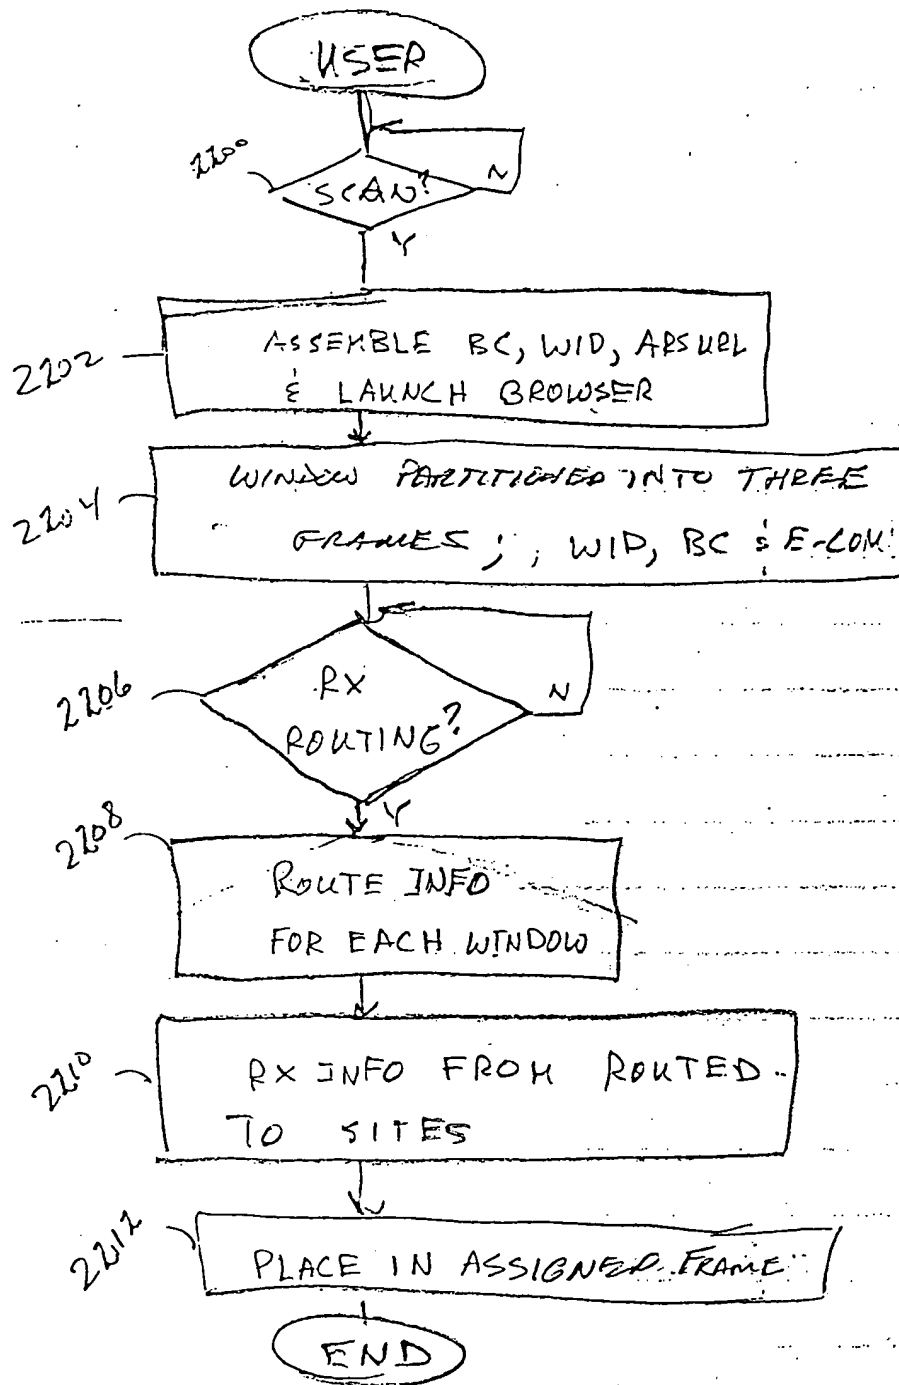 USER
2200
SCAN?
N
Y
2202
ASSEMBLE BC, WID, ARSURL
& LAUNCH BROWSER
2204
WINDOW PARTITIONED INTO THREE
FRAMES; , WID, BC & E-COM
2206
RX
ROUTING?
N
Y
2208
ROUTE INFO
FOR EACH WINDOW
2210
RX INFO FROM ROUTED
TO SITES
2212
PLACE IN ASSIGNED FRAME
END